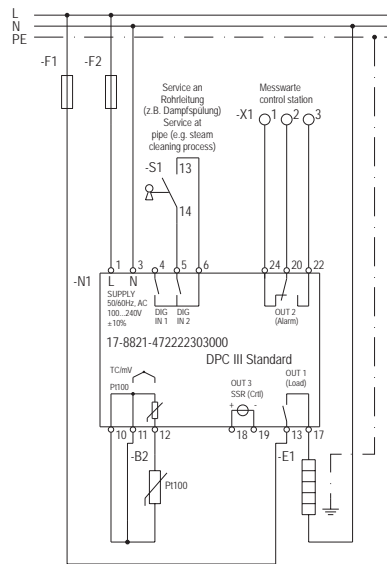 L
N
PE
-F1
-F2
Service an
Rohrleitung
(z.B. Dampfspülung)
Service at
pipe (e.g. steam
cleaning process)
Messwarte
control station
-X1 1 2 3
-S1
13
14
1 3 4 5 6 24 20 22
-N1
L N
SUPPLY
50/60Hz, AC
100...240V
±10%
DIG
IN 1
DIG
IN 2
OUT 2
(Alarm)
17-8821-472222303000
DPC III Standard
TC/mV
Pt100
OUT 3
SSR (Crtl)
+ -
OUT 1
(Load)
10 11 12 18 19 13 17
-B2
-E1
Pt100